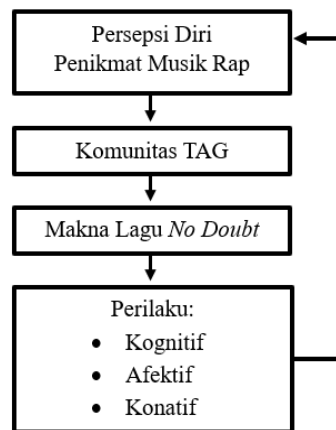 Persepsi Diri
Penikmat Musik Rap
Komunitas TAG
Makna Lagu No Doubt
Perilaku:
• Kognitif
• Afektif
• Konatif